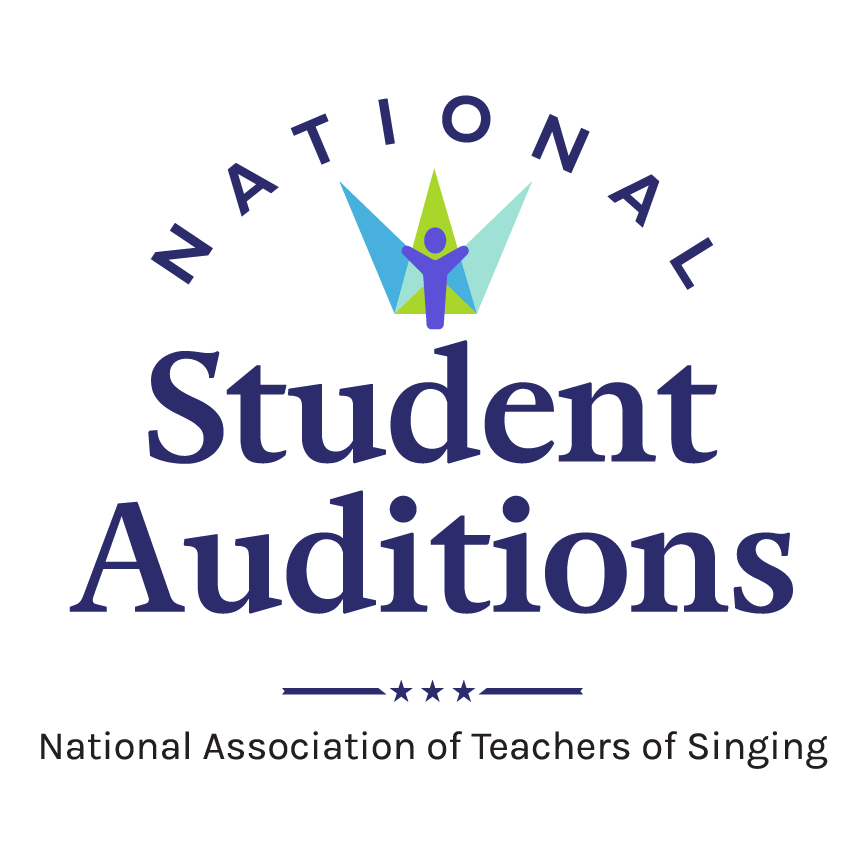 NATIONAL
Student
Auditions
National Association of Teachers of Singing